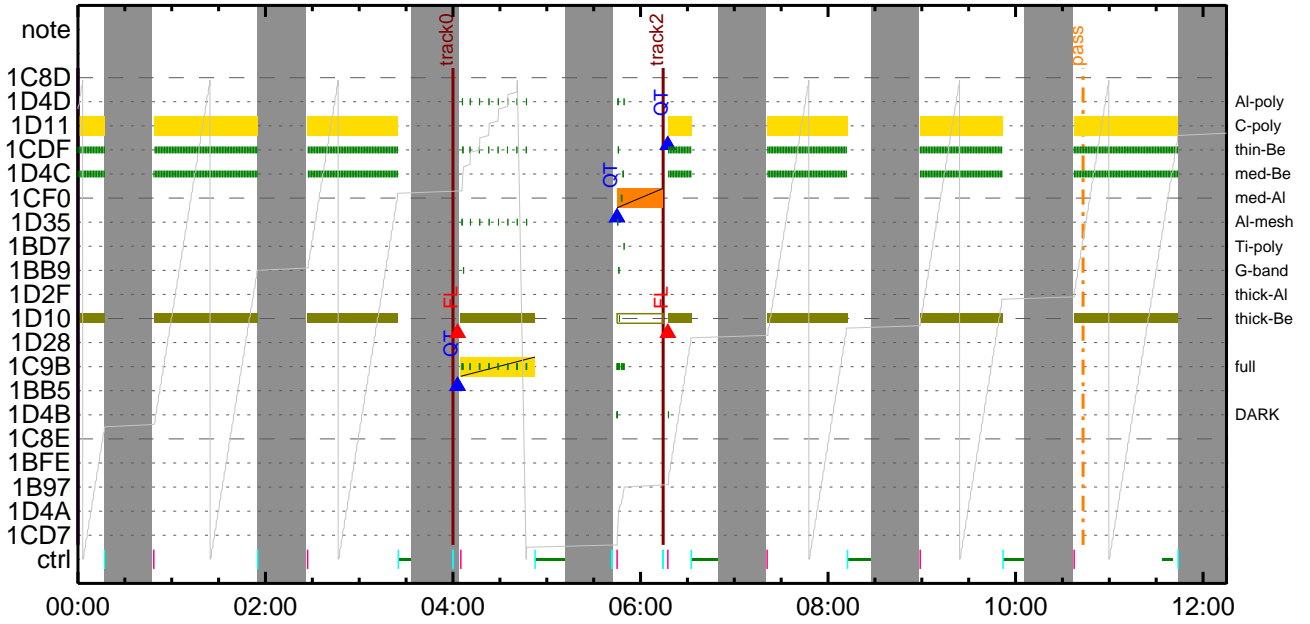 note
track0
track2
pass
1C8D
1D4D
Al-poly
QT
1D11
C-poly
1CDF
thin-Be
1D4C
QT
med-Be
1CF0
med-Al
1D35
Al-mesh
1BD7
Ti-poly
1BB9
G-band
1D2F
FL
FL
thick-Al
1D10
thick-Be
1D28
QT
1C9B
full
1BB5
1D4B
DARK
1C8E
1BFE
1B97
1D4A
1CD7
ctrl
00:00 02:00 04:00 06:00 08:00 10:00 12:00